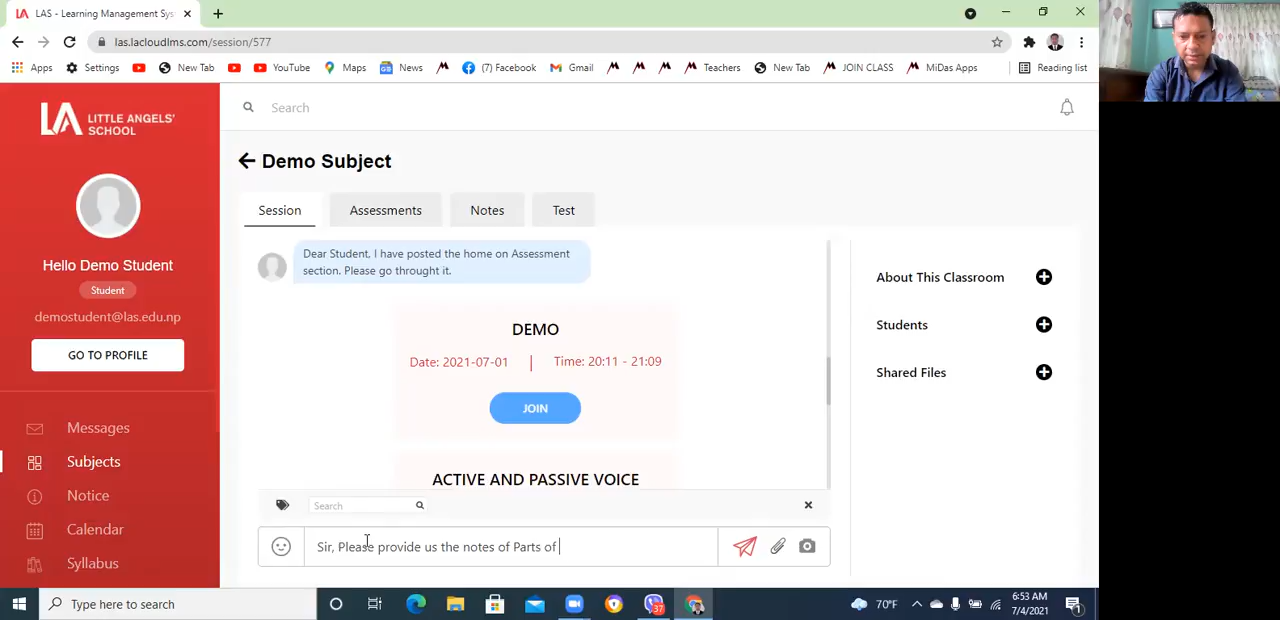 LAS - Learning Management Sys
las.lacloudlms.com/session/577
Apps Settings New Tab YouTube Maps News (7) Facebook Gmail Teachers New Tab JOIN CLASS MiDas Apps Reading list
LA LITTLE ANGELS'
SCHOOL
Search
Demo Subject
Session Assessments Notes Test
Hello Demo Student
Student
demostudent@las.edu.np
GO TO PROFILE
Messages
Subjects
Notice
Calendar
Syllabus
Dear Student, I have posted the home on Assessment
section. Please go throught it.
DEMO
Date: 2021-07-01 | Time: 20:11 - 21:09
JOIN
ACTIVE AND PASSIVE VOICE
Search
Sir, Please provide us the notes of Parts of
About This Classroom
Students
Shared Files
Type here to search
37
70°F
6:53 AM
7/4/2021
1